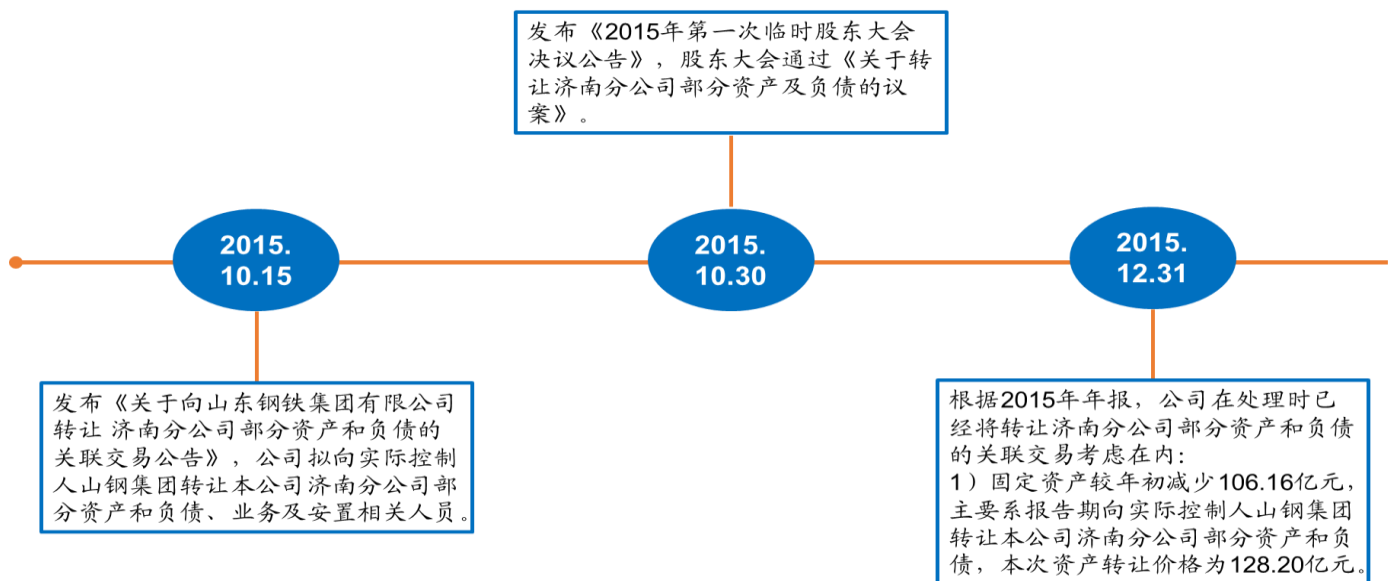 发布《2015年第一次临时股东大会
决议公告》，股东大会通过《关于转
让济南分公司部分资产及负债的议
案》。
2015.
10.15
2015.
10.30
2015.
12.31
发布《关于向山东钢铁集团有限公司
转让 济南分公司部分资产和负债的
关联交易公告》，公司拟向实际控制
人山钢集团转让本公司济南分公司部
分资产和负债、业务及安置相关人员。
根据2015年年报，公司在处理时已
经将转让济南分公司部分资产和负债
的关联交易考虑在内：
1）固定资产较年初减少106.16亿元，
主要系报告期向实际控制人山钢集团
转让本公司济南分公司部分资产和负
债，本次资产转让价格为128.20亿元。